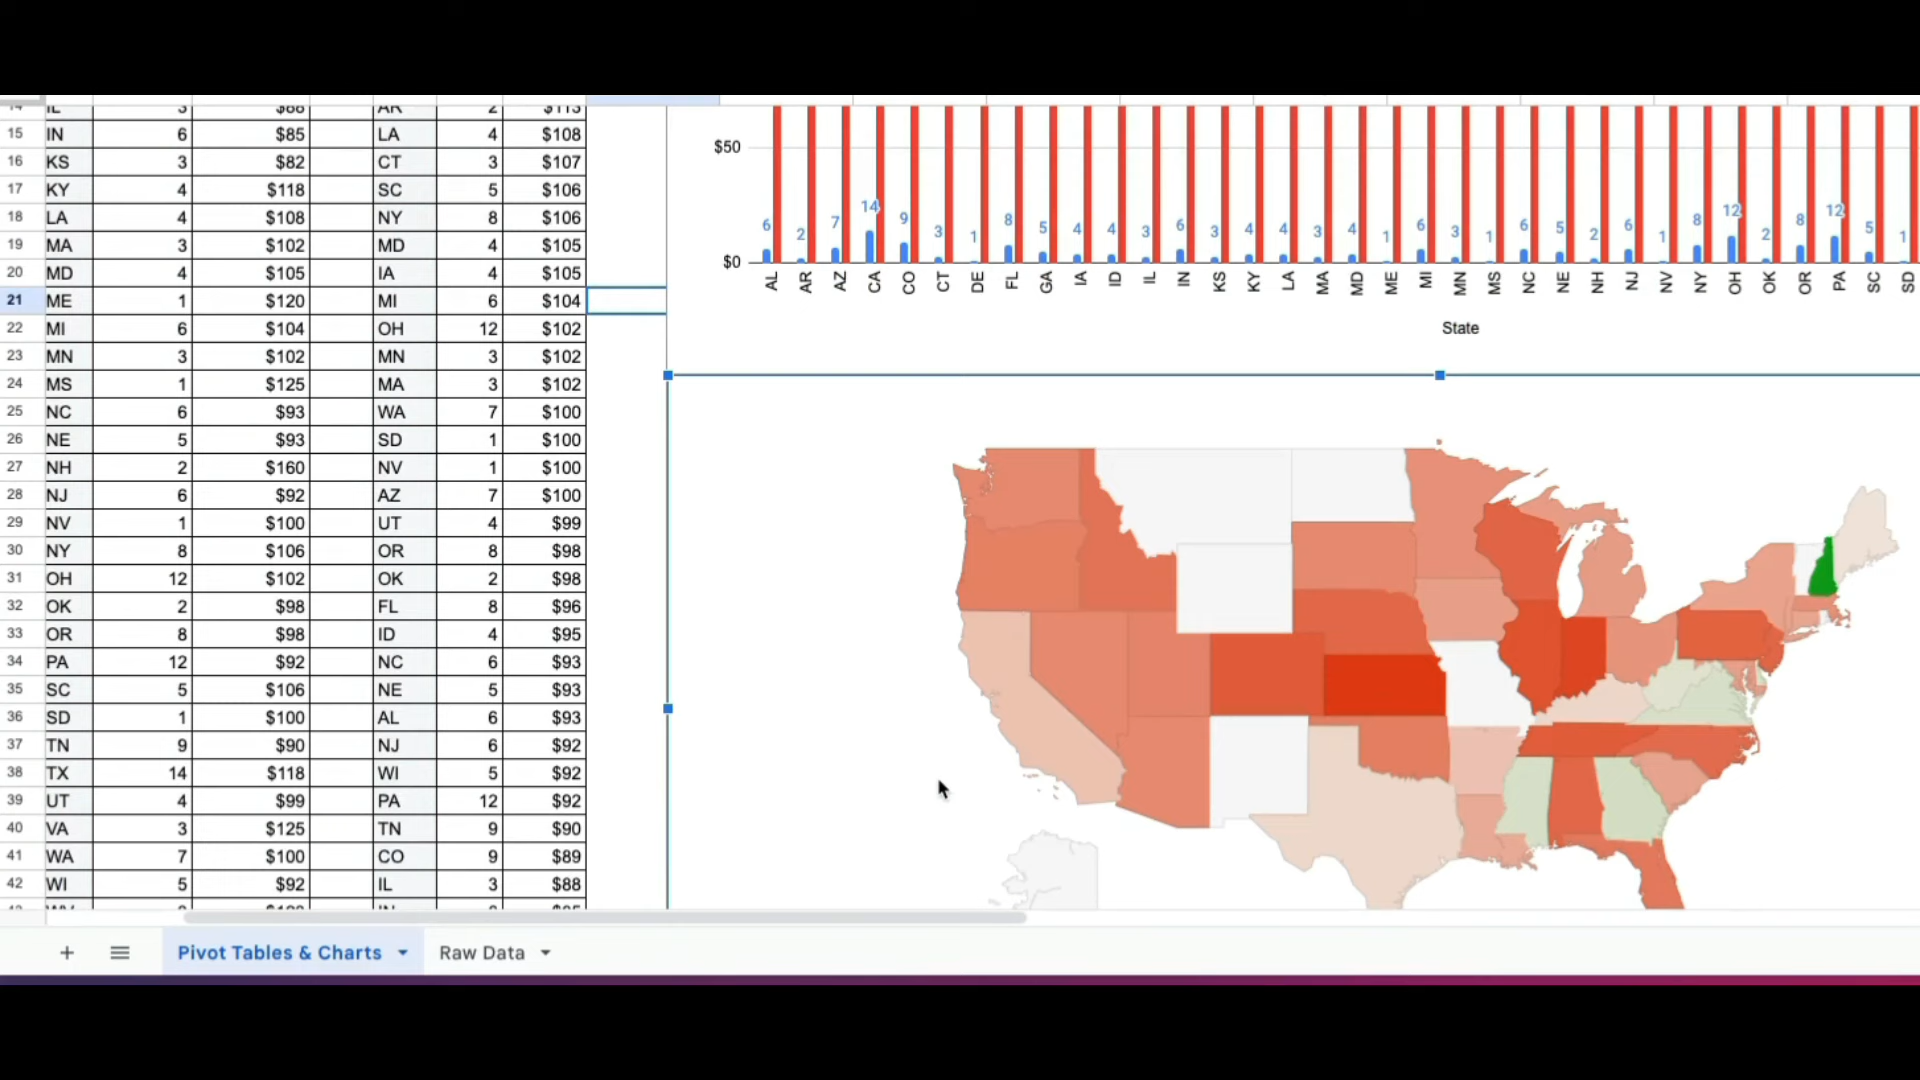 14 IL 3 $88 AR 2 $113
15 IN 6 $85 LA 4 $108
16 KS 3 $82 CT 3 $107
17 KY 4 $118 SC 5 $106
18 LA 4 $108 NY 8 $106
19 MA 3 $102 MD 4 $105
20 MD 4 $105 IA 4 $105
21 ME 1 $120 MI 6 $104
22 MI 6 $104 OH 12 $102
23 MN 3 $102 MN 3 $102
24 MS 1 $125 MA 3 $102
25 NC 6 $93 WA 7 $100
26 NE 5 $93 SD 1 $100
27 NH 2 $160 NV 1 $100
28 NJ 6 $92 AZ 7 $100
29 NV 1 $100 UT 4 $99
30 NY 8 $106 OR 8 $98
31 OH 12 $102 OK 2 $98
32 OK 2 $98 FL 8 $96
33 OR 8 $98 ID 4 $95
34 PA 12 $92 NC 6 $93
35 SC 5 $106 NE 5 $93
36 SD 1 $100 AL 6 $93
37 TN 9 $90 NJ 6 $92
38 TX 14 $118 WI 5 $92
39 UT 4 $99 PA 12 $92
40 VA 3 $125 TN 9 $90
41 WA 7 $100 CO 9 $89
42 WI 5 $92 IL 3 $88
$50
6 2 7 14 9 3 1 8 5 4 4 3 6 3 4 4 3 4 1 6 3 1 6 5 2 6 1 8 12 2 8 12 5 1
$0
AL AR AZ CA CO CT DE FL GA IA ID IL IN KS KY LA MA MD ME MI MN MS NC NE NH NJ NV NY OH OK OR PA SC SD
State
Pivot Tables & Charts
Raw Data